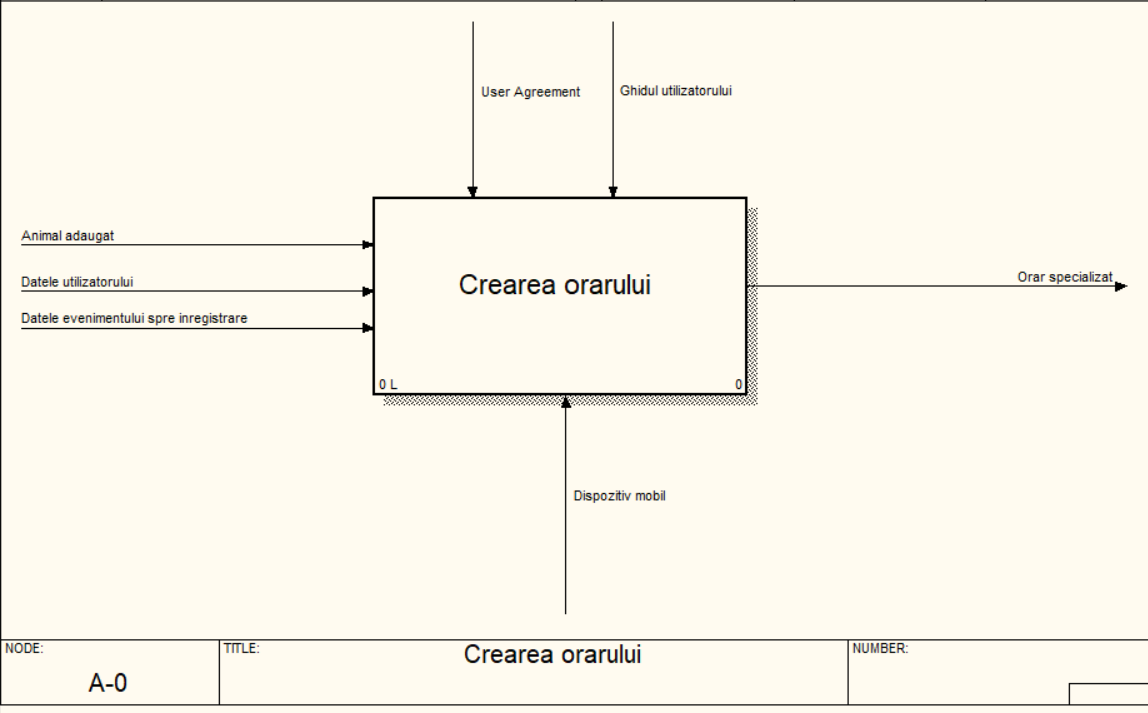 User Agreement
Ghidul utilizatorului
Animal adaugat
Datele utilizatorului
Datele evenimentului spre inregistrare
Crearea orarului
Orar specializat
0 L
0
Dispozitiv mobil
NODE:
A-0
TITLE:
Crearea orarului
NUMBER: